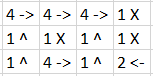 4 -> 4 -> 4 -> 1 X
1 ^ 1 X 1 ^ 1 X
1 ^ 4 -> 1 ^ 2 <-